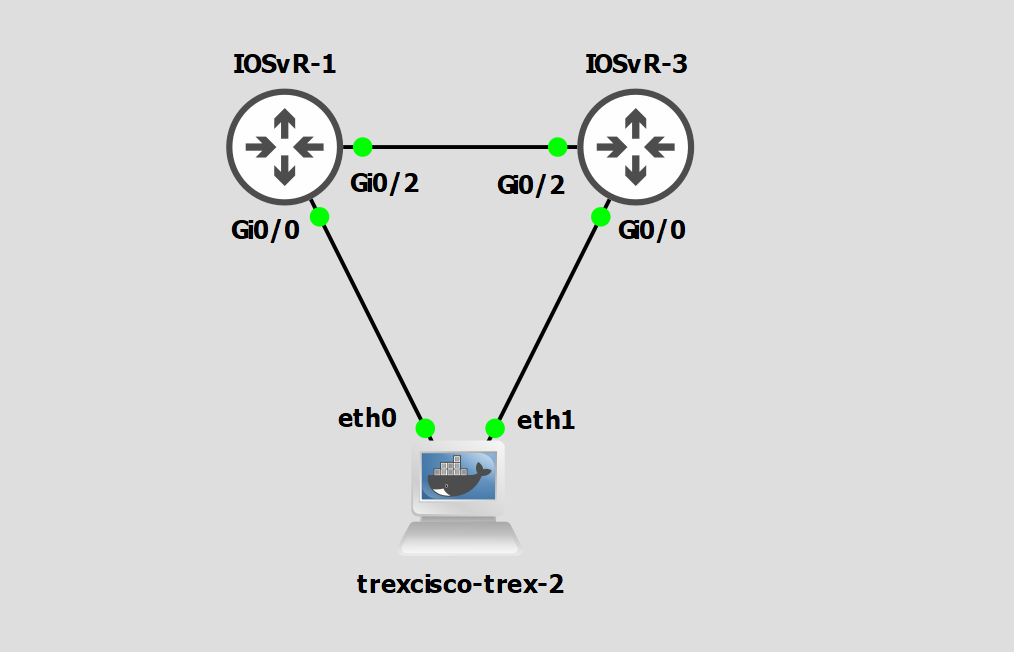 IOSvR-1
IOSvR-3
Gi0/2
Gi0/2
Gi0/0
Gi0/0
eth0
eth1
trexcisco-trex-2